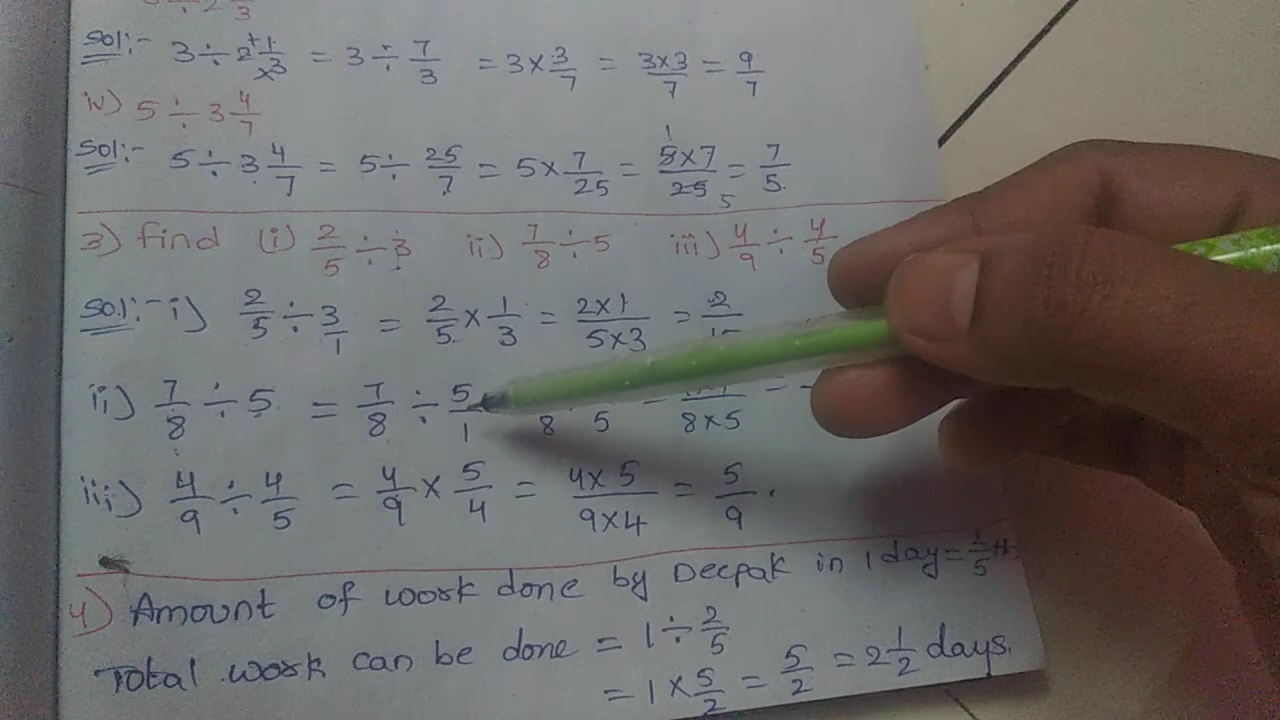 Sol:- 3 ÷ 2 1/3 = 3 ÷ 7/3 = 3 × 3/7 = 3×3/7 = 9/7
iv) 5 ÷ 3 4/7
Sol:- 5 ÷ 3 4/7 = 5 ÷ 25/7 = 5 × 7/25 = 5×7/25 = 7/5
3) find (i) 2/5 ÷ 3 ii) 7/8 ÷ 5 iii) 4/9 ÷ 4/5
Sol:- i) 2/5 ÷ 3/1 = 2/5 × 1/3 = 2×1/5×3 = 2/15
ii) 7/8 ÷ 5 = 7/8 ÷ 5/1 8 5 8×5 =
iii) 4/9 ÷ 4/5 = 4/9 × 5/4 = 4×5/9×4 = 5/9.
4) Amount of work done by Deepak in 1 day =
Total work can be done = 1 ÷ 2/5
= 1 × 5/2 = 5/2 = 2 1/2 days.